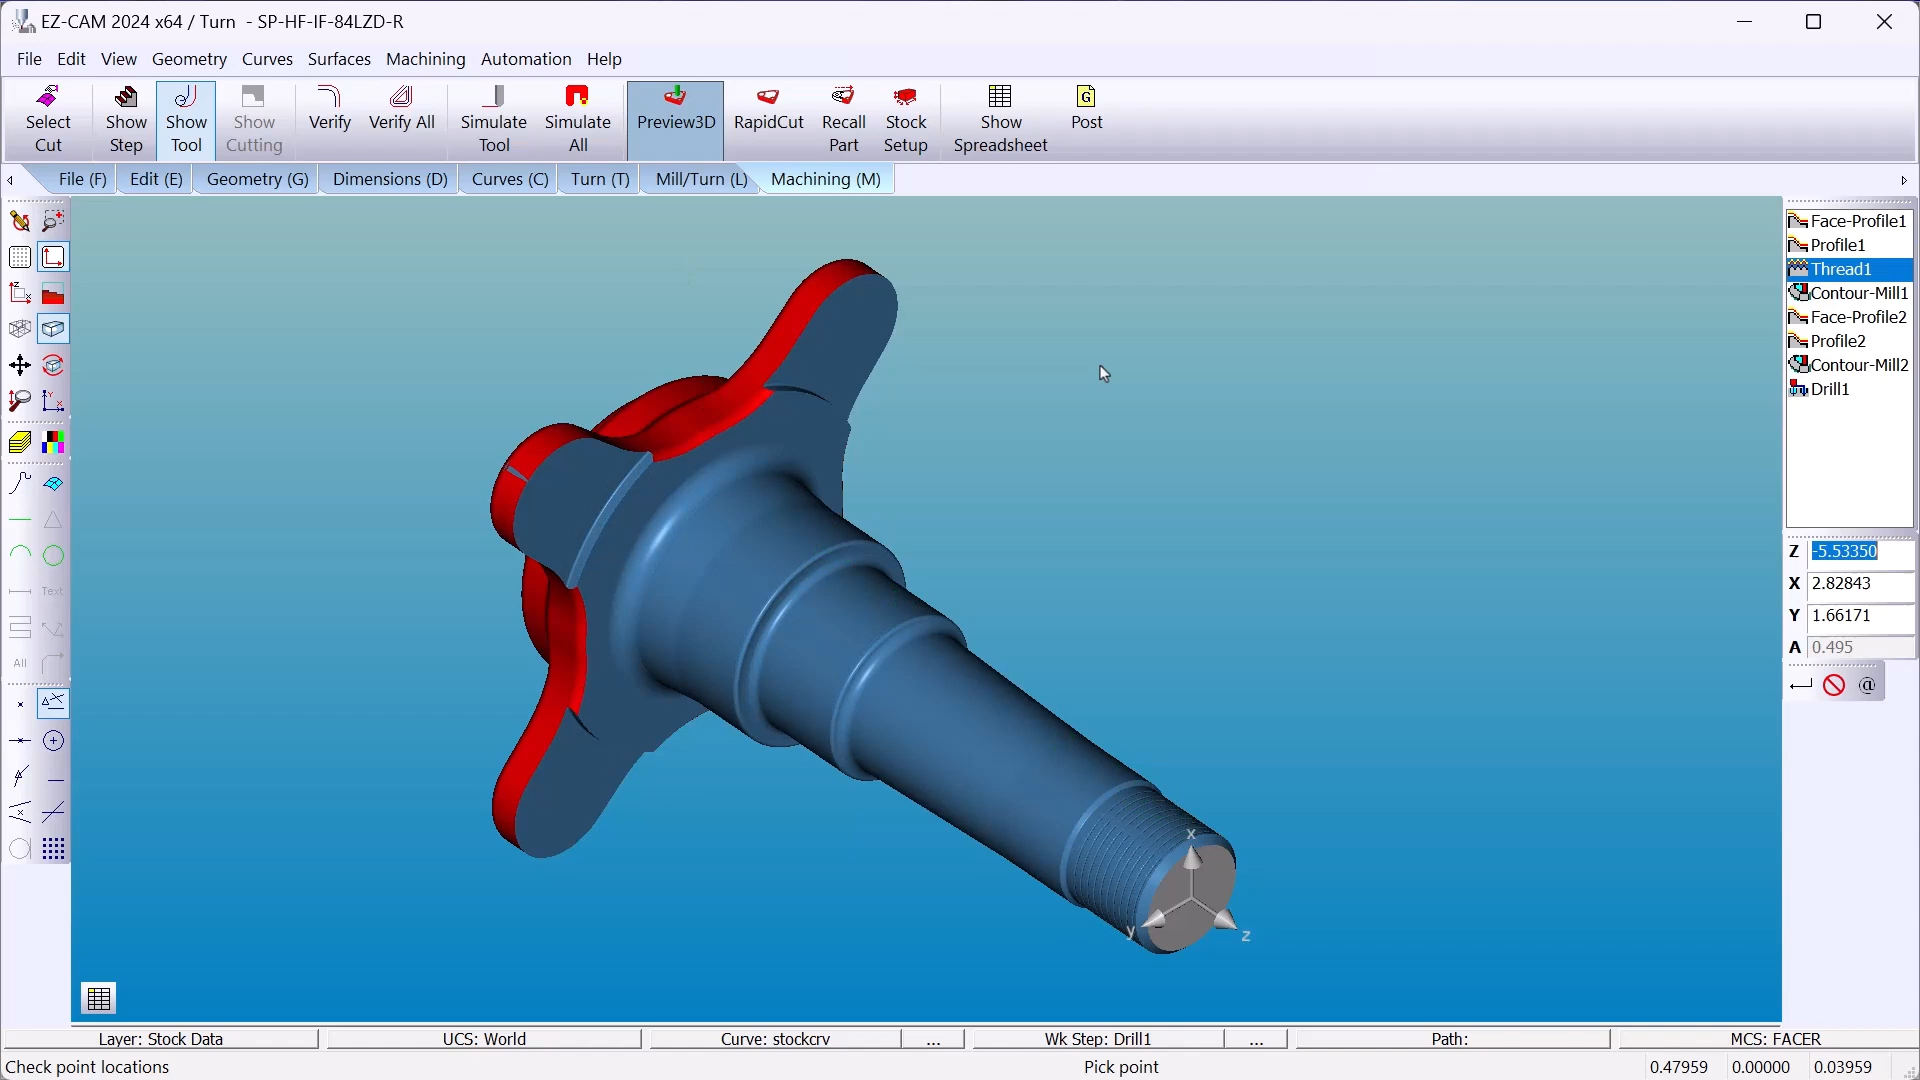 EZ-CAM 2024 x64 / Turn - SP-HF-IF-84LZD-R
File Edit View Geometry Curves Surfaces Machining Automation Help
Select Cut
Show Step
Show Tool
Show Cutting
Verify
Verify All
Simulate Tool
Simulate All
Preview3D
RapidCut
Recall Part
Stock Setup
Show Spreadsheet
G
Post
File (F) Edit (E) Geometry (G) Dimensions (D) Curves (C) Turn (T) Mill/Turn (L) Machining (M)
Text
All
Face-Profile1
Profile1
Thread1
Contour-Mill1
Face-Profile2
Profile2
Contour-Mill2
Drill1
Z -5.53350
X 2.82843
Y 1.66171
A 0.495
@
x
y
z
Layer: Stock Data UCS: World Curve: stockcrv ... Wk Step: Drill1 ... Path: MCS: FACER
Check point locations Pick point 0.47959 0.00000 0.03959